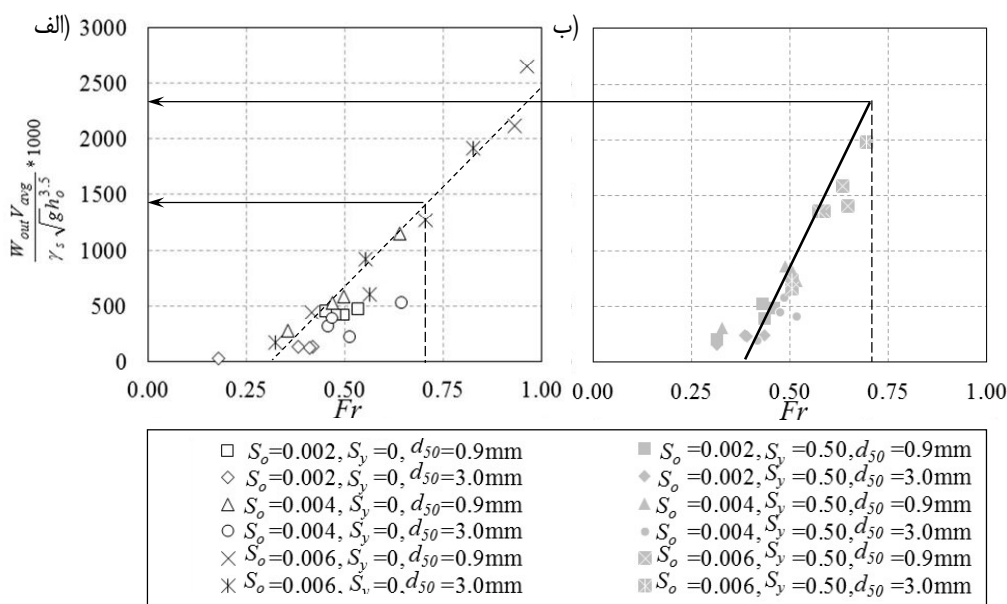 الف)
ب)
3000
2500
2000
1500
1000
500
0
W_out V_avg / γ_s √g h_o^3.5 * 1000
0.00 0.25 0.50 0.75 1.00
Fr
0.00 0.25 0.50 0.75 1.00
Fr
S_o=0.002, S_y=0, d_50=0.9mm
S_o=0.002, S_y=0, d_50=3.0mm
S_o=0.004, S_y=0, d_50=0.9mm
S_o=0.004, S_y=0, d_50=3.0mm
S_o=0.006, S_y=0, d_50=0.9mm
S_o=0.006, S_y=0, d_50=3.0mm
S_o=0.002, S_y=0.50, d_50=0.9mm
S_o=0.002, S_y=0.50, d_50=3.0mm
S_o=0.004, S_y=0.50, d_50=0.9mm
S_o=0.004, S_y=0.50, d_50=3.0mm
S_o=0.006, S_y=0.50, d_50=0.9mm
S_o=0.006, S_y=0.50, d_50=3.0mm